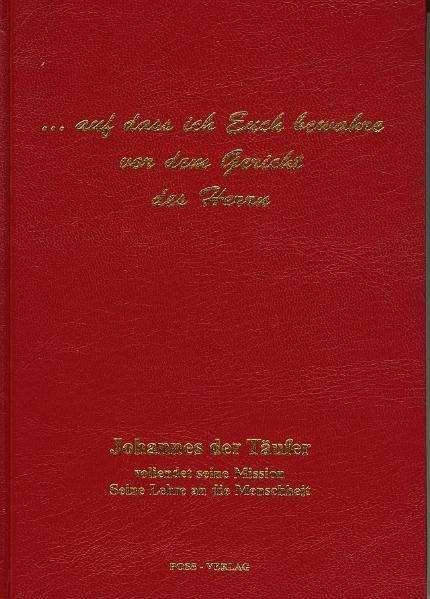 ... auf dass ich Euch bewahre
vor dem Gericht
des Herrn
Johannes der Täufer
vollendet seine Mission
Seine Lehre an die Menschheit
POSS - VERLAG